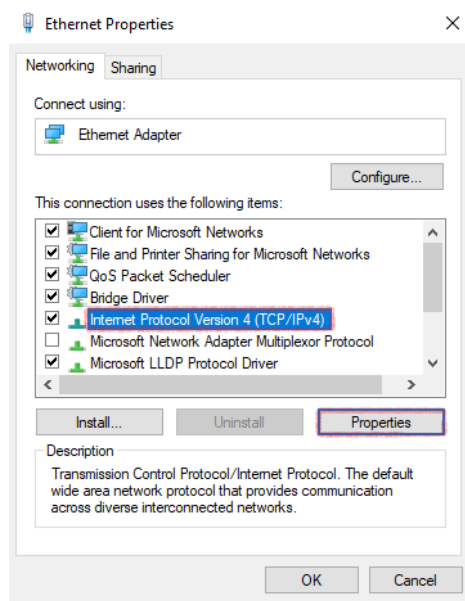 Ethernet Properties
Networking
Sharing
Connect using:
Ethernet Adapter
Configure...
This connection uses the following items:
Client for Microsoft Networks
File and Printer Sharing for Microsoft Networks
QoS Packet Scheduler
Bridge Driver
Internet Protocol Version 4 (TCP/IPv4)
Microsoft Network Adapter Multiplexor Protocol
Microsoft LLDP Protocol Driver
Install...
Uninstall
Properties
Description
Transmission Control Protocol/Internet Protocol. The default
wide area network protocol that provides communication
across diverse interconnected networks.
OK
Cancel